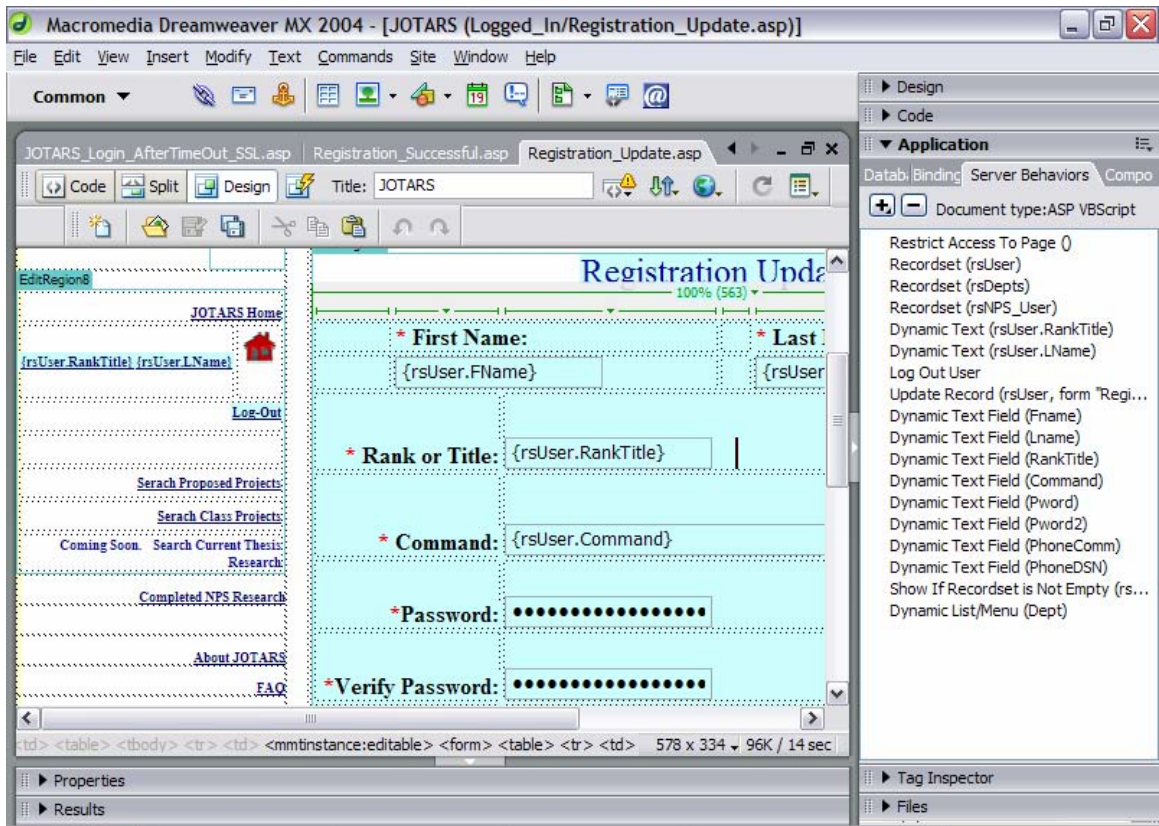 Macromedia Dreamweaver MX 2004 - [JOTARS (Logged_In/Registration_Update.asp)]
File Edit View Insert Modify Text Commands Site Window Help
Common
19
JOTARS_Login_AfterTimeOut_SSL.asp Registration_Successful.asp Registration_Update.asp
Code Split Design Title: JOTARS
EditRegion8
JOTARS Home
{rsUser.RankTitle} {rsUser.LName}
Log-Out
Serach Proposed Projects
Serach Class Projects
Coming Soon. Search Current Thesis
Research
Completed NPS Research
About JOTARS
FAQ
Registration Upda
100% (563)
* First Name: * Last
{rsUser.FName} {rsUser
* Rank or Title: {rsUser.RankTitle}
* Command: {rsUser.Command}
*Password: •••••••••••••••••
*Verify Password: •••••••••••••••••
<td> <table> <tbody> <tr> <td> <mmtinstance:editable> <form> <table> <tr> <td> 578 x 334 96K / 14 sec
Properties
Results
Design
Code
Application
Datab Binding Server Behaviors Compo
Document type:ASP VBScript
Restrict Access To Page ()
Recordset (rsUser)
Recordset (rsDepts)
Recordset (rsNPS_User)
Dynamic Text (rsUser.RankTitle)
Dynamic Text (rsUser.LName)
Log Out User
Update Record (rsUser, form "Regi...
Dynamic Text Field (Fname)
Dynamic Text Field (Lname)
Dynamic Text Field (RankTitle)
Dynamic Text Field (Command)
Dynamic Text Field (Pword)
Dynamic Text Field (Pword2)
Dynamic Text Field (PhoneComm)
Dynamic Text Field (PhoneDSN)
Show If Recordset is Not Empty (rs...
Dynamic List/Menu (Dept)
Tag Inspector
Files